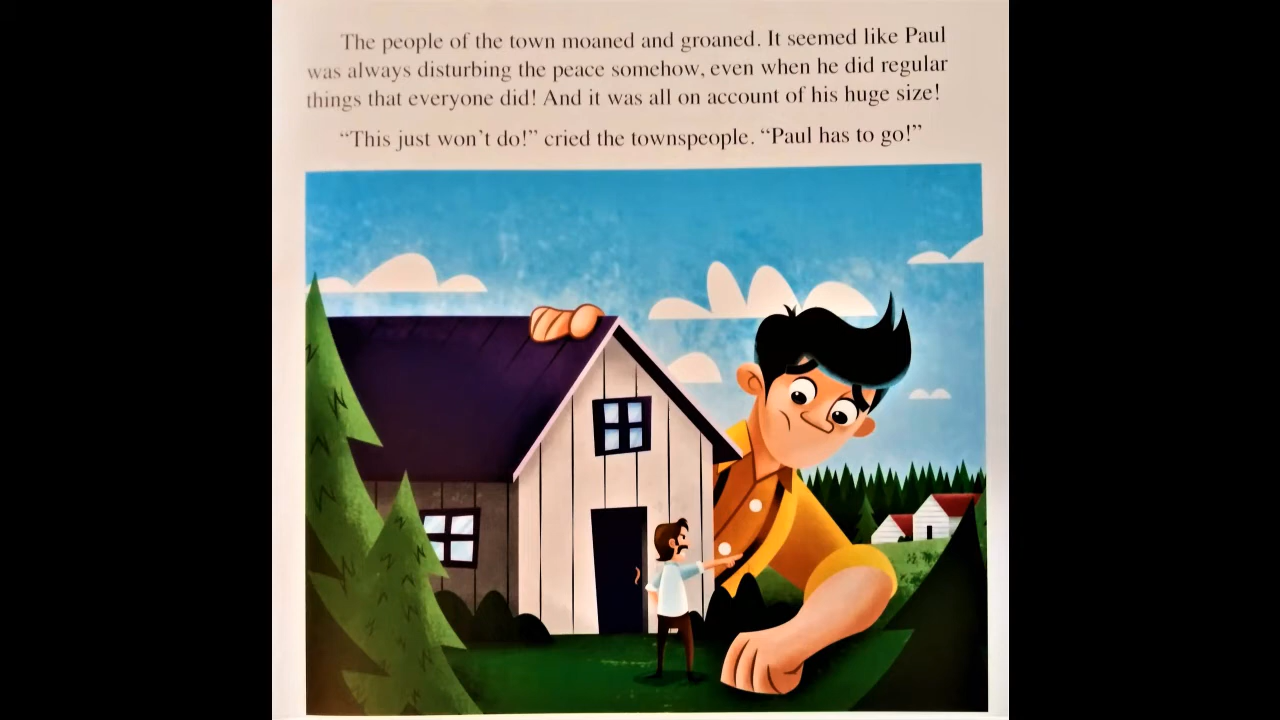 The people of the town moaned and groaned. It seemed like Paul
was always disturbing the peace somehow, even when he did regular
things that everyone did! And it was all on account of his huge size!
“This just won’t do!” cried the townspeople. “Paul has to go!”